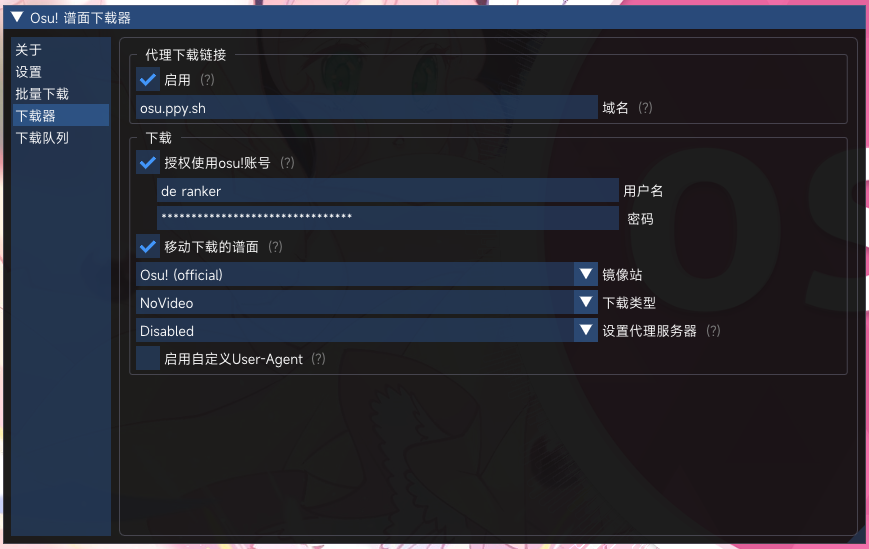 Osu! 谱面下载器
关于
设置
批量下载
下载器
下载队列
代理下载链接
启用 (?)
osu.ppy.sh 域名 (?)
下载
授权使用osu!账号 (?)
de ranker 用户名
******************************** 密码
移动下载的谱面 (?)
Osu! (official) 镜像站
NoVideo 下载类型
Disabled 设置代理服务器 (?)
启用自定义User-Agent (?)
os